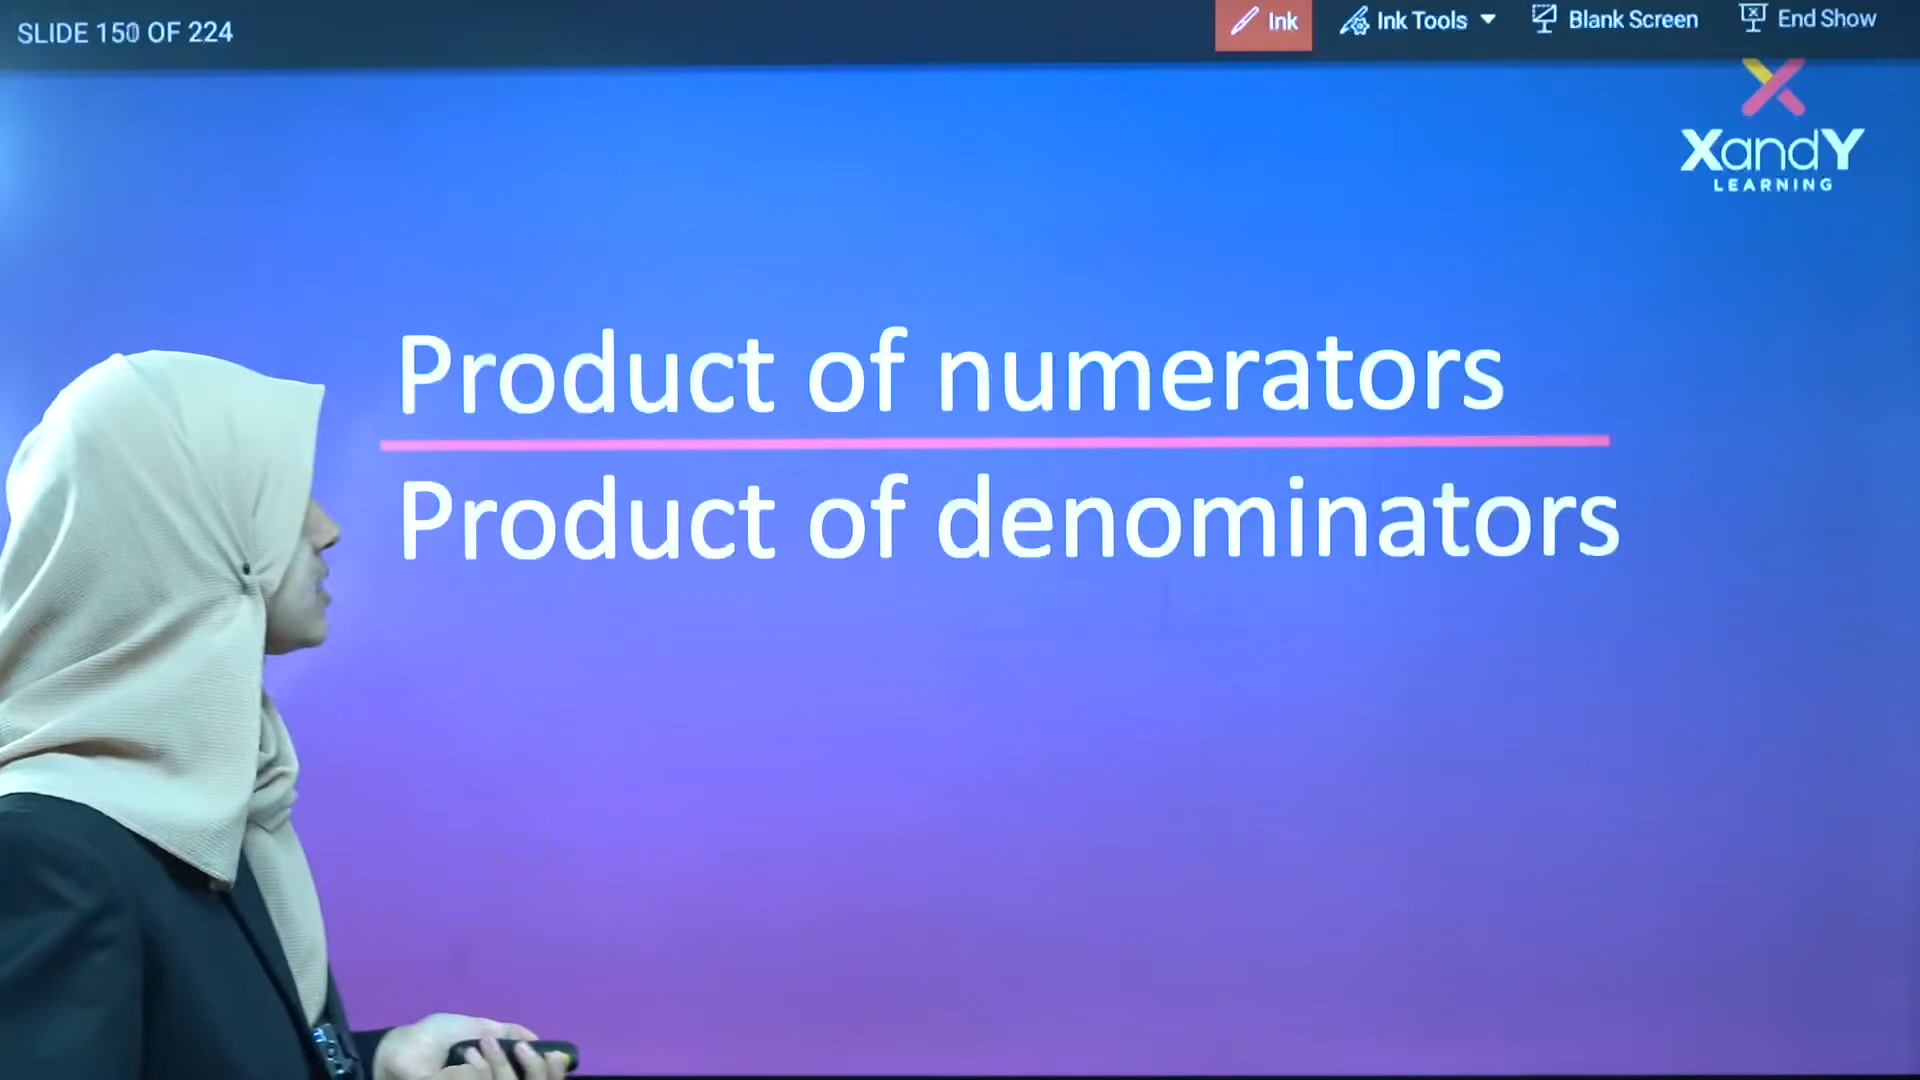 SLIDE 150 OF 224
Ink
Ink Tools
Blank Screen
End Show
XandY
LEARNING
Product of numerators
Product of denominators